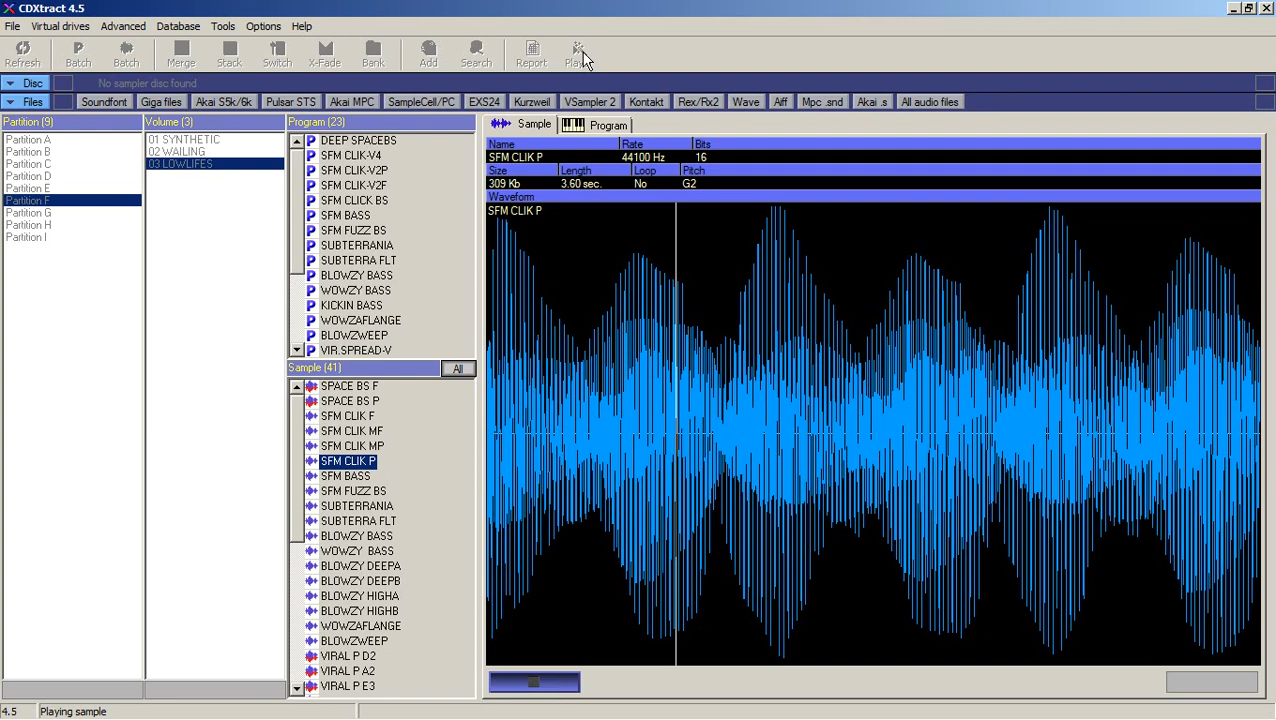 CDXtract 4.5
File Virtual drives Advanced Database Tools Options Help
Refresh Batch Batch Merge Stack Switch X-Fade Bank Add Search Report
Disc No sampler disc found
Files Soundfont Giga files Akai S5k/6k Pulsar STS Akai MPC SampleCell/PC EXS24 Kurzweil VSampler 2 Kontakt Rex/Rx2 Wave Aiff Mpc .snd Akai .s All audio files
Partition (9)
Partition A
Partition B
Partition C
Partition D
Partition E
Partition F
Partition G
Partition H
Partition I
Volume (3)
01 SYNTHETIC
02 WAILING
03 LOWLIFES
Program (23)
DEEP SPACEBS
SFM CLIK-V4
SFM CLIK-V2P
SFM CLIK-V2F
SFM CLICK BS
SFM BASS
SFM FUZZ BS
SUBTERRANIA
SUBTERRA FLT
BLOWZY BASS
WOWZY BASS
KICKIN BASS
WOWZAFLANGE
BLOWZWEEP
VIR.SPREAD-V
Sample (41) All
SPACE BS F
SPACE BS P
SFM CLIK F
SFM CLIK MF
SFM CLIK MP
SFM CLIK P
SFM BASS
SFM FUZZ BS
SUBTERRANIA
SUBTERRA FLT
BLOWZY BASS
WOWZY BASS
BLOWZY DEEPA
BLOWZY DEEPB
BLOWZY HIGHA
BLOWZY HIGHB
WOWZAFLANGE
BLOWZWEEP
VIRAL P D2
VIRAL P A2
VIRAL P E3
Sample Program
Name Rate Bits
SFM CLIK P 44100 Hz 16
Size Length Loop Pitch
309 Kb 3.60 sec. No G2
Waveform
SFM CLIK P
4.5 Playing sample